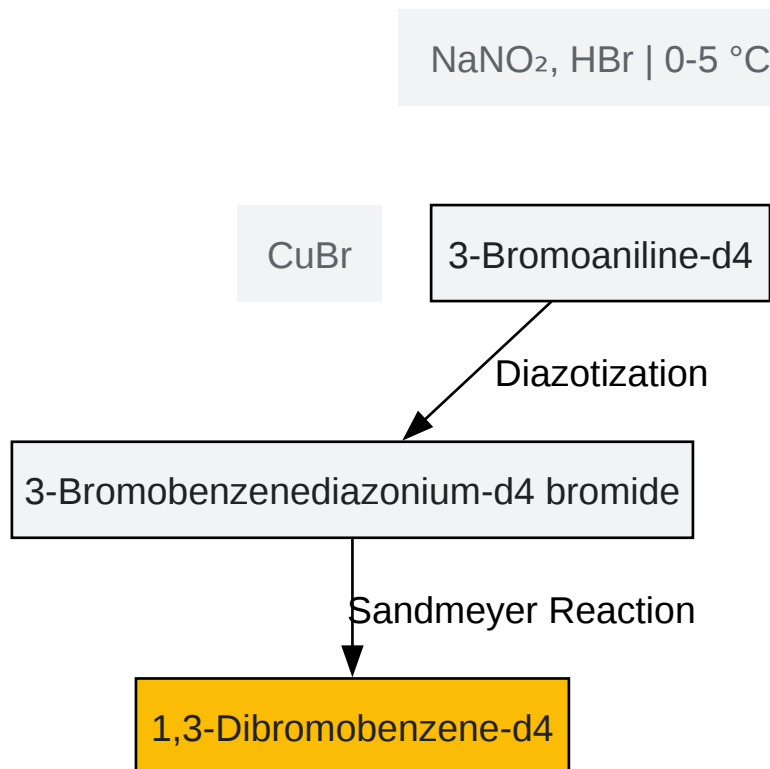 NaNO₂, HBr | 0-5 °C
CuBr
3-Bromoaniline-d4
Diazotization
3-Bromobenzenediazonium-d4 bromide
Sandmeyer Reaction
1,3-Dibromobenzene-d4